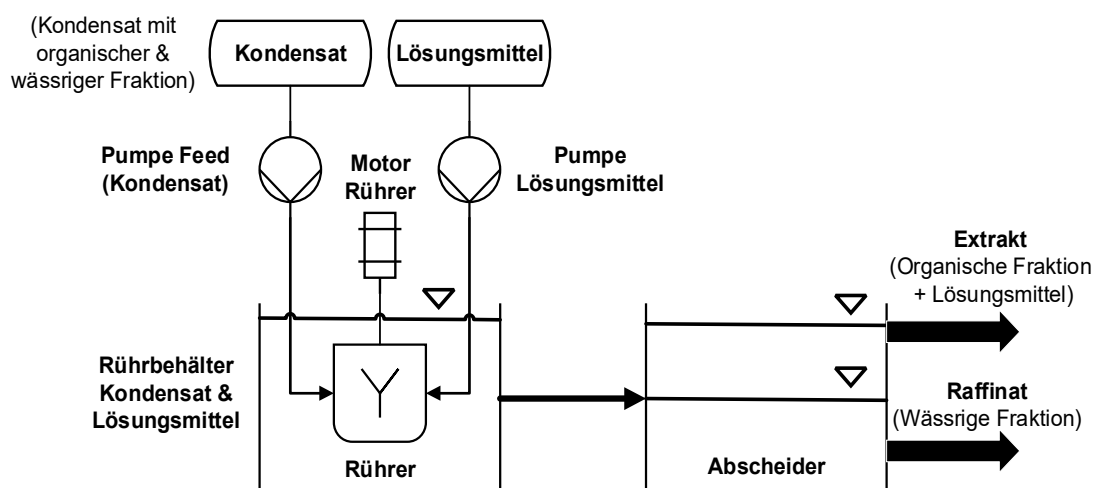 (Kondensat mit
organischer &
wässriger Fraktion)
Kondensat
Lösungsmittel
Pumpe Feed
(Kondensat)
Motor
Rührer
Pumpe
Lösungsmittel
Extrakt
(Organische Fraktion
+ Lösungsmittel)
Rührbehälter
Kondensat &
Lösungsmittel
Rührer
Abscheider
Raffinat
(Wässrige Fraktion)